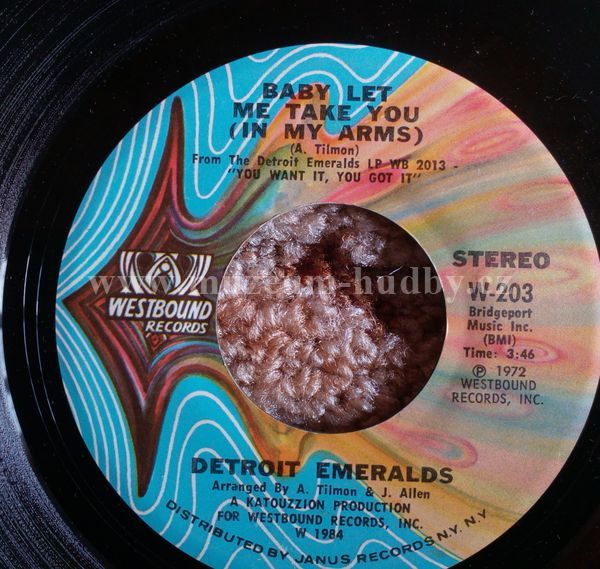 BABY LET
ME TAKE YOU
(IN MY ARMS)
(A. Tilmon)
From The Detroit Emeralds LP WB 2013 -
"YOU WANT IT, YOU GOT IT"
WESTBOUND
RECORDS
STEREO
W-203
Bridgeport
Music Inc.
(BMI)
Time: 3:46
℗ 1972
WESTBOUND
RECORDS, INC.
DETROIT EMERALDS
Arranged By A. Tilmon & J. Allen
A KATOUZZION PRODUCTION
FOR WESTBOUND RECORDS, INC.
W 1984
DISTRIBUTED BY JANUS RECORDS N.Y. N.Y.
www.muzeum-hudby.cz